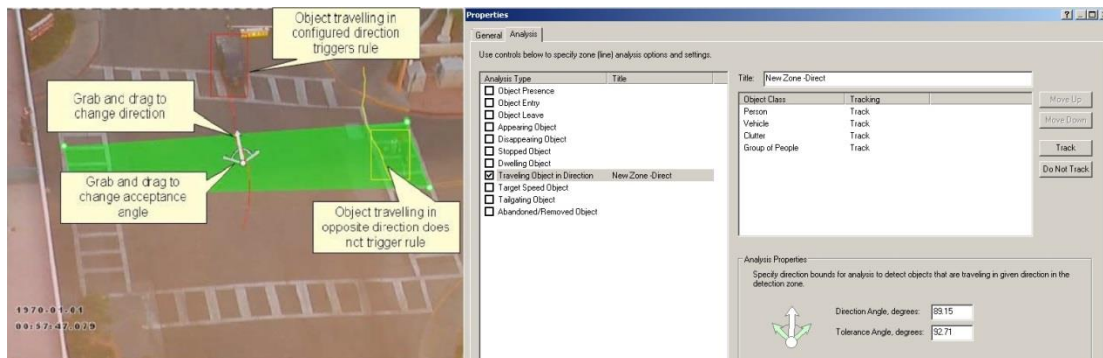 Object travelling in
configured direction
triggers rule
Grab and drag to
change direction
Grab and drag to
change acceptance
angle
Object travelling in
opposite direction does
not trigger rule
1970-01-01
00:57:47.079
Properties
General Analysis
Use controls below to specify zone (line) analysis options and settings.
Analysis Type Title
Object Presence
Object Entry
Object Leave
Appearing Object
Disappearing Object
Stopped Object
Dwelling Object
Traveling Object in Direction New Zone -Direct
Target Speed Object
Tailgating Object
Abandoned/Removed Object
Title: New Zone -Direct
Object Class Tracking
Person Track
Vehicle Track
Clutter Track
Group of People Track
Move Up
Move Down
Track
Do Not Track
Analysis Properties
Specify direction bounds for analysis to detect objects that are traveling in given direction in the
detection zone.
Direction Angle, degrees: 89.15
Tolerance Angle, degrees: 92.71